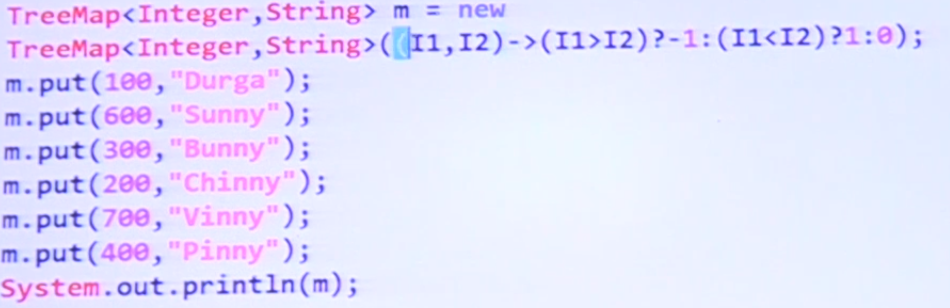 TreeMap<Integer,String> m = new
TreeMap<Integer,String>((I1,I2)->(I1>I2)?-1:(I1<I2)?1:0);
m.put(100,"Durga");
m.put(600,"Sunny");
m.put(300,"Bunny");
m.put(200,"Chinny");
m.put(700,"Vinny");
m.put(400,"Pinny");
System.out.println(m);